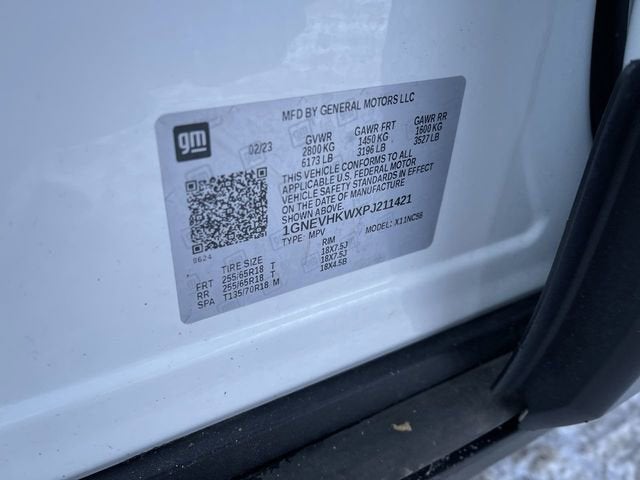 MFD BY GENERAL MOTORS LLC
gm
02/23 GVWR GAWR FRT GAWR RR
2800 KG 1450 KG 1600 KG
6173 LB 3196 LB 3527 LB
THIS VEHICLE CONFORMS TO ALL
APPLICABLE U.S. FEDERAL MOTOR
VEHICLE SAFETY STANDARDS IN EFFECT
ON THE DATE OF MANUFACTURE
SHOWN ABOVE.
1GNEVHKWXPJ211421
TYPE: MPV MODEL: X11NC56
0624
TIRE SIZE RIM
FRT 255/65R18 T 18X7.5J
RR 255/65R18 T 18X7.5J
SPA T135/70R18 M 18X4.5B